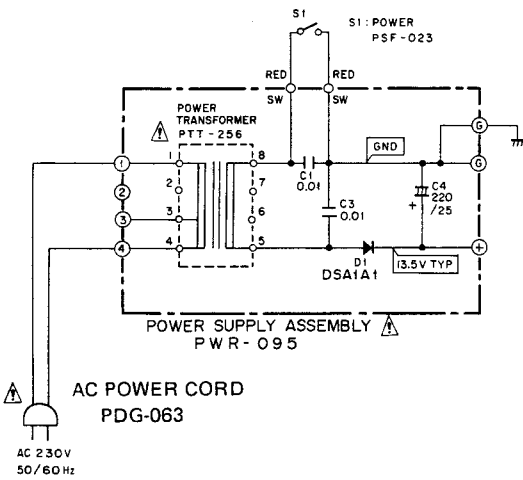 S1
S1: POWER
PSF-023
RED
RED
SW
SW
POWER
TRANSFORMER
PTT-256
G
1
1
8
GND
G
C1
0.01
2
2
7
C4
220
/25
+
C3
0.01
3
3
6
4
4
5
+
D1
DSA1A1
13.5V TYP
POWER SUPPLY ASSEMBLY
PWR-095
AC POWER CORD
PDG-063
AC 230V
50/60Hz